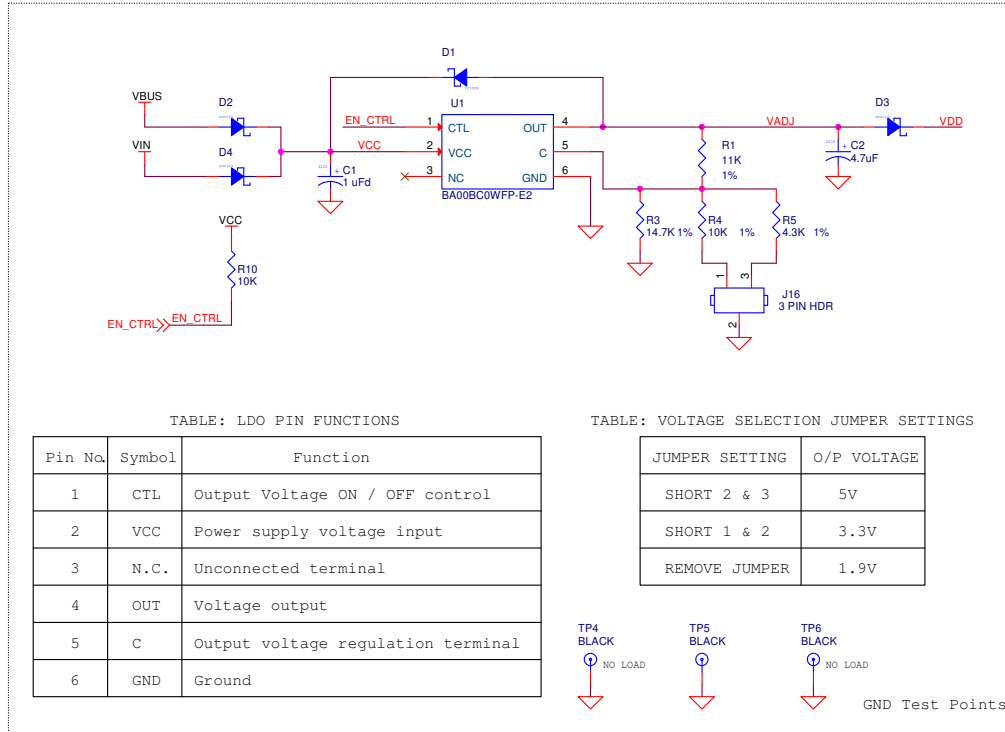 D1
VBUS
D2
U1
D3
EN_CTRL
1
CTL
OUT
4
VADJ
VDD
VIN
D4
VCC
2
VCC
C
5
R1
11K
1%
+
C2
4.7uF
+
C1
1 uFd
3
NC
GND
6
BA00BC0WFP-E2
VCC
R3
14.7K 1%
R4
10K 1%
R5
4.3K 1%
R10
10K
1
3
J16
3 PIN HDR
2
EN_CTRL
EN_CTRL
TABLE: LDO PIN FUNCTIONS
Pin No. Symbol Function
1 CTL Output Voltage ON / OFF control
2 VCC Power supply voltage input
3 N.C. Unconnected terminal
4 OUT Voltage output
5 C Output voltage regulation terminal
6 GND Ground
TABLE: VOLTAGE SELECTION JUMPER SETTINGS
JUMPER SETTING O/P VOLTAGE
SHORT 2 & 3 5V
SHORT 1 & 2 3.3V
REMOVE JUMPER 1.9V
TP4
BLACK
NO LOAD
TP5
BLACK
TP6
BLACK
NO LOAD
GND Test Points